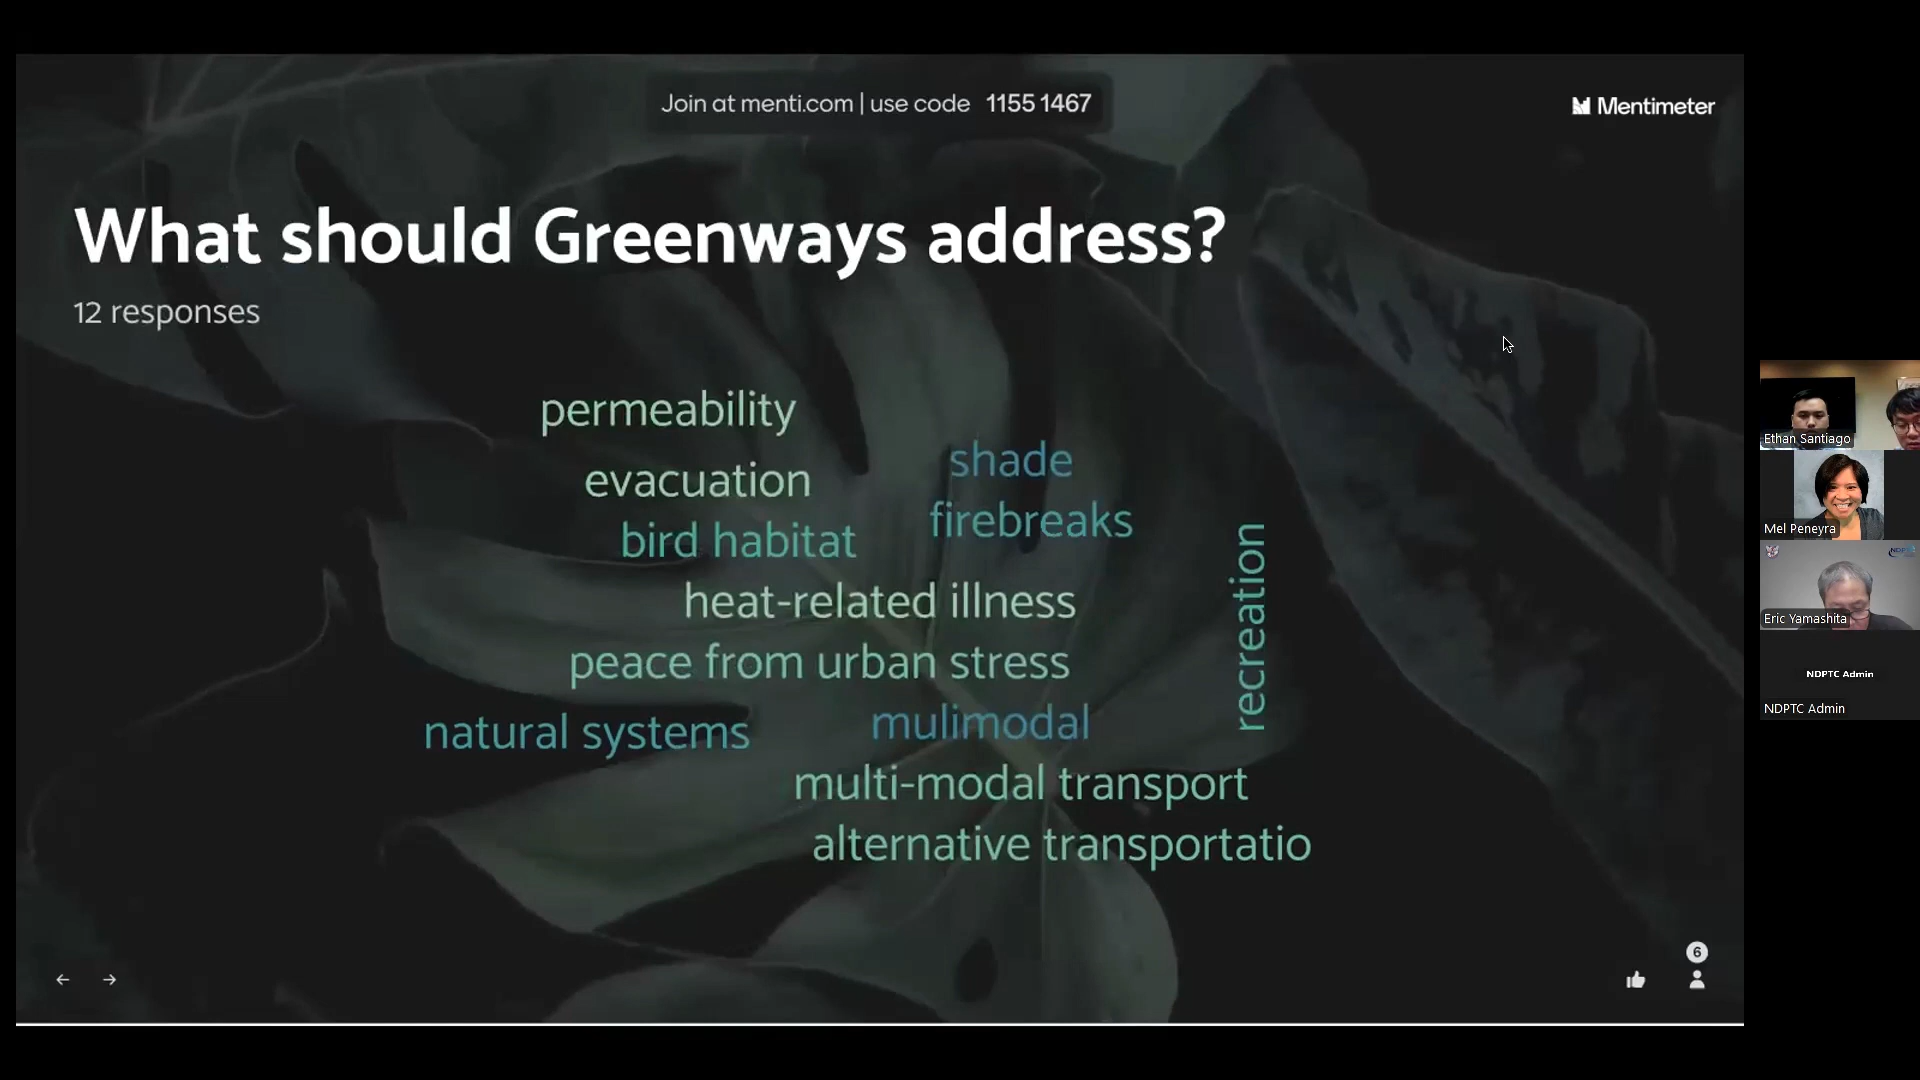 Join at menti.com | use code 1155 1467
Mentimeter
What should Greenways address?
12 responses
permeability
shade
evacuation
firebreaks
bird habitat
recreation
heat-related illness
peace from urban stress
natural systems
mulimodal
multi-modal transport
alternative transportatio
6
Ethan Santiago
Mel Peneyra
Eric Yamashita
NDPTC Admin
NDPTC Admin